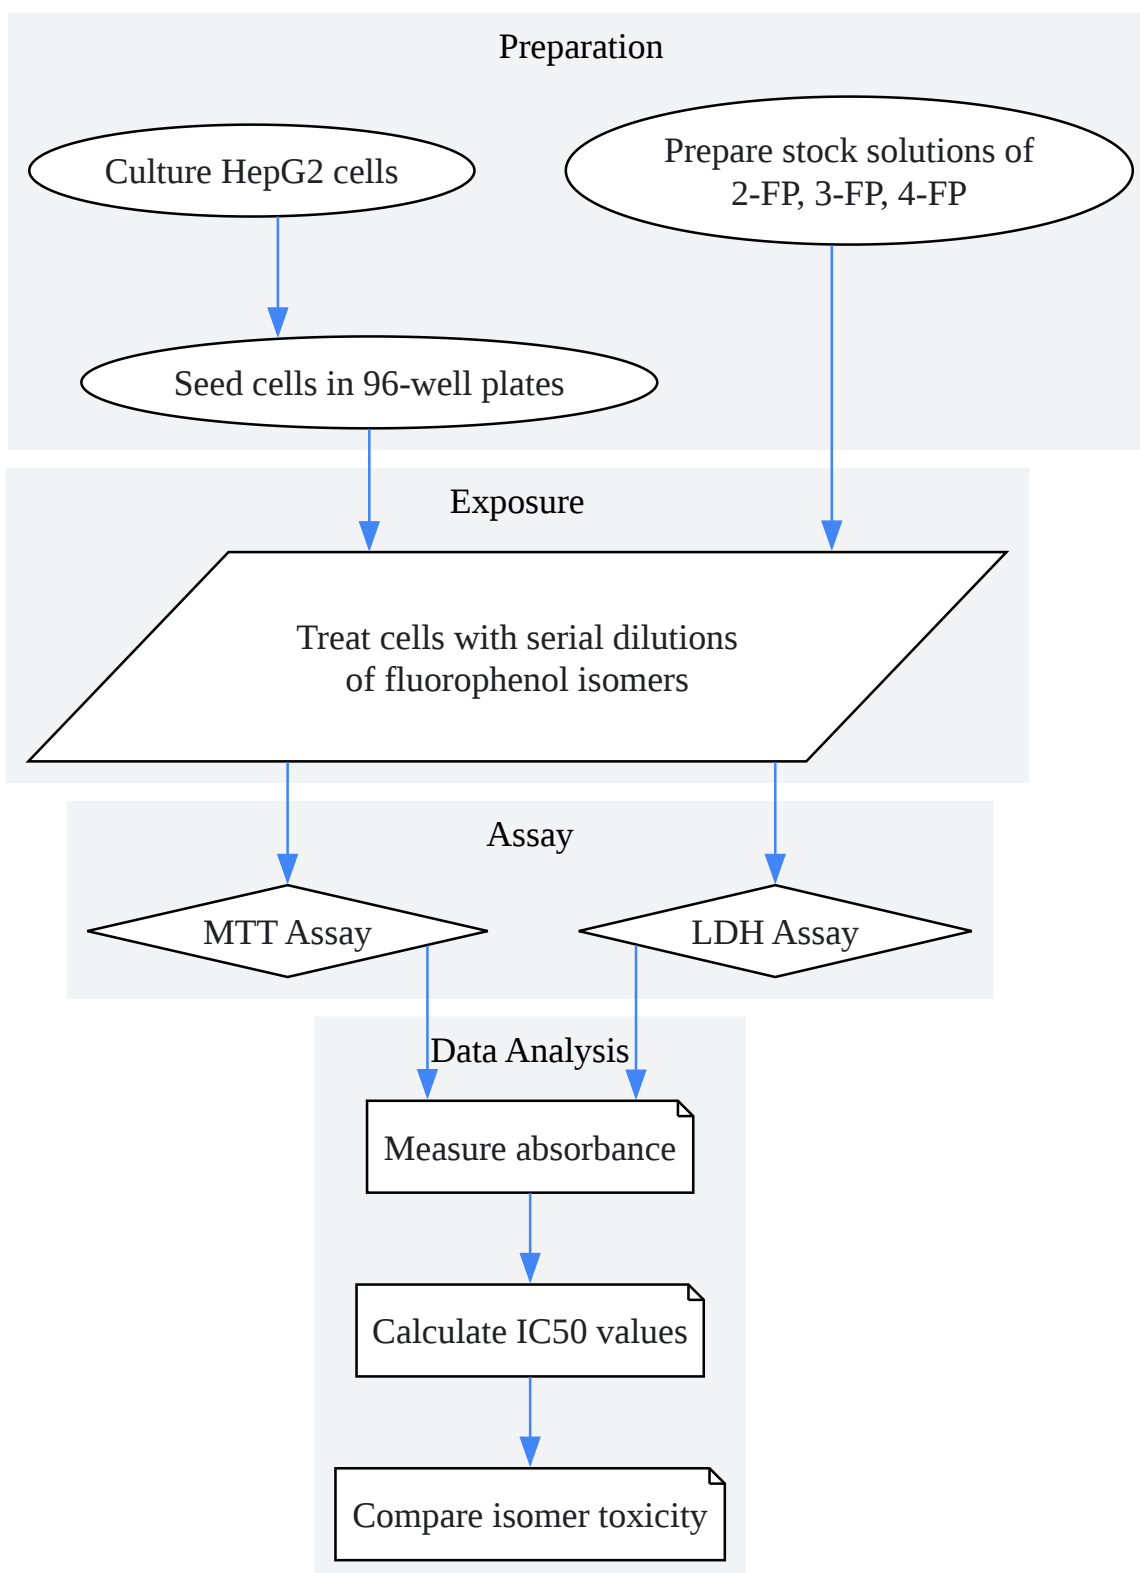 Preparation
Culture HepG2 cells
Prepare stock solutions of
2-FP, 3-FP, 4-FP
Seed cells in 96-well plates
Exposure
Treat cells with serial dilutions
of fluorophenol isomers
Assay
MTT Assay
LDH Assay
Data Analysis
Measure absorbance
Calculate IC50 values
Compare isomer toxicity